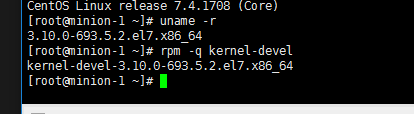 CentOS Linux release 7.4.1708 (Core)
[root@minion-1 ~]# uname -r
3.10.0-693.5.2.el7.x86_64
[root@minion-1 ~]# rpm -q kernel-devel
kernel-devel-3.10.0-693.5.2.el7.x86_64
[root@minion-1 ~]#